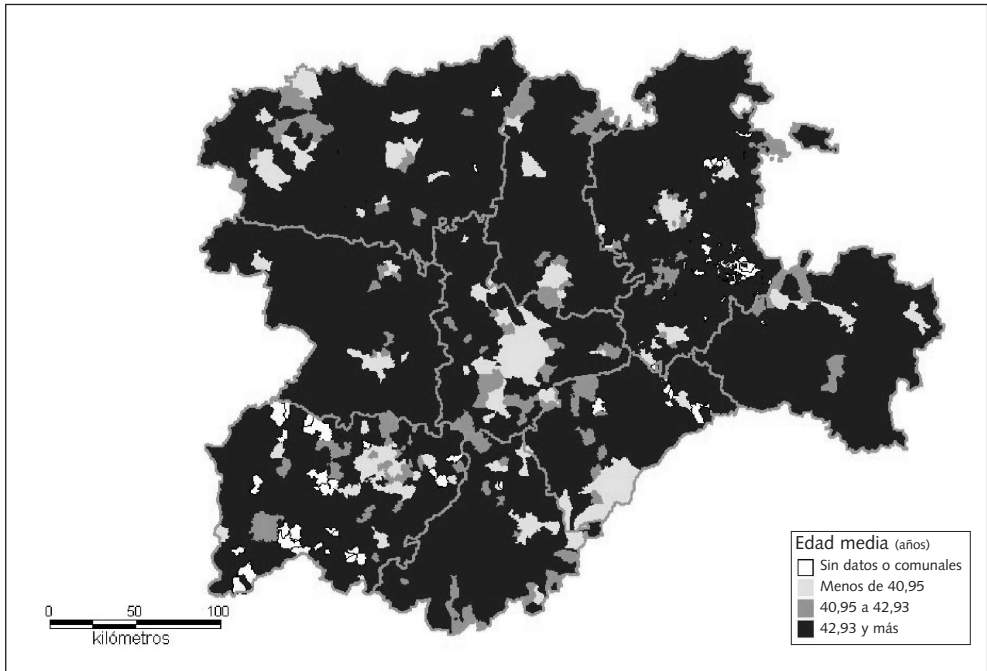 Edad media (años)
Sin datos o comunales
Menos de 40,95
40,95 a 42,93
42,93 y más
0 50 100
kilómetros